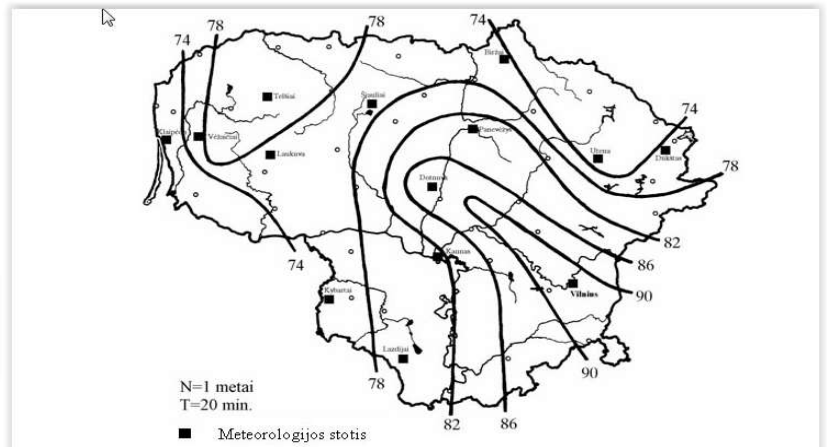 78
78
74
74
Biržai
Telšiai
Šiauliai
74
Klaipėda
Vėžaičiai
Panevėžys
Laukuva
Utena
Dūkštas
78
Dotnuva
82
74
Kaunas
86
Kybartai
Vilnius
90
Lazdijai
78
90
N=1 metai
T=20 min.
82
86
Meteorologijos stotis